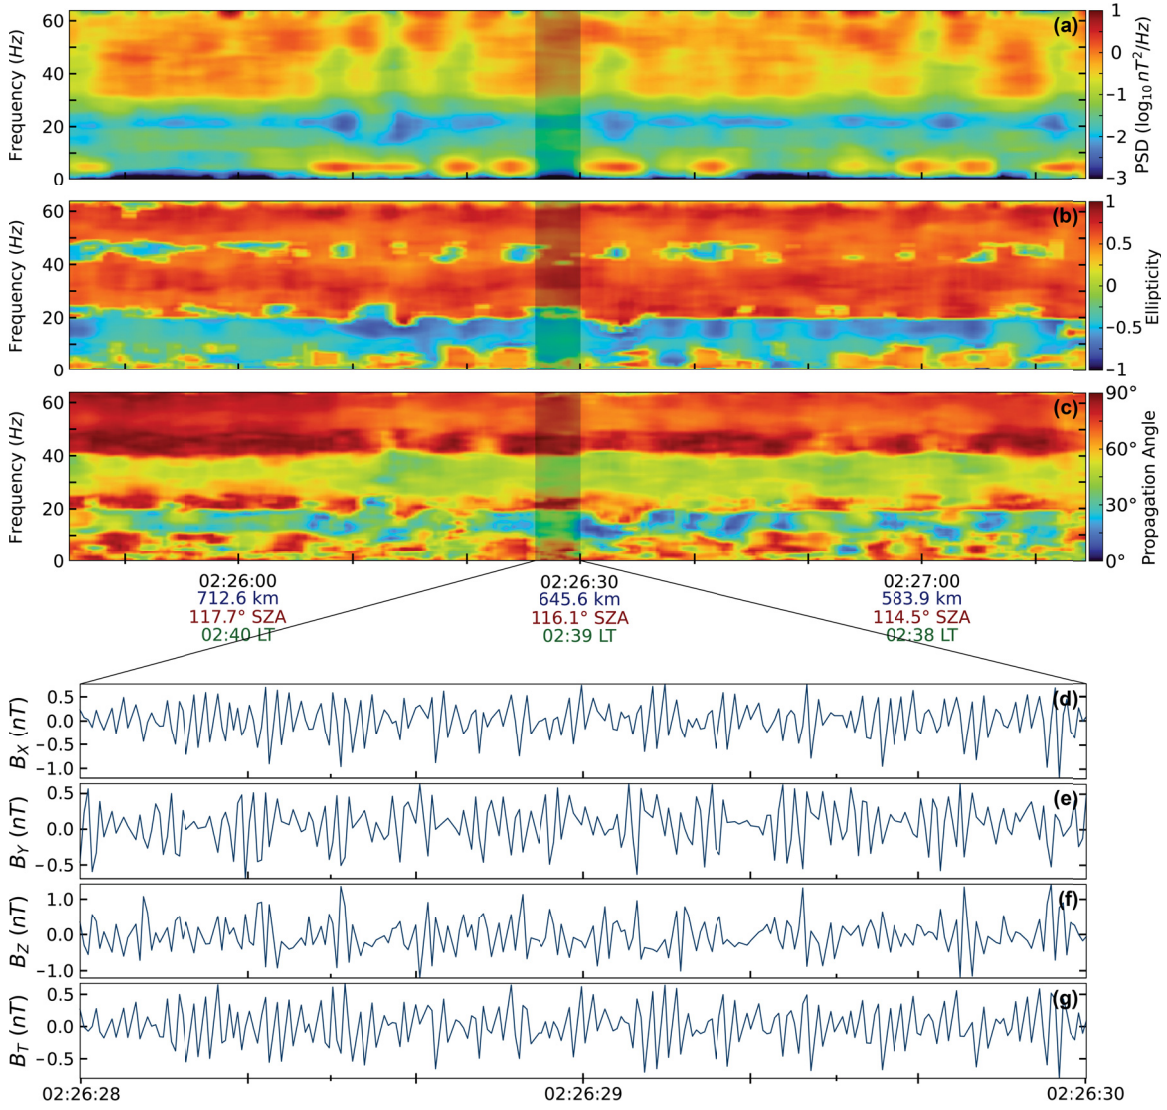 (a)
60
40
20
0
Frequency (Hz)
1
0
−1
−2
−3
PSD (log10 nT2/Hz)
(b)
60
40
20
0
Frequency (Hz)
1
0.5
0
−0.5
−1
Ellipticity
(c)
60
40
20
0
Frequency (Hz)
90°
60°
30°
0°
Propagation Angle
02:26:00 02:26:30 02:27:00
712.6 km 645.6 km 583.9 km
117.7° SZA 116.1° SZA 114.5° SZA
02:40 LT 02:39 LT 02:38 LT
(d)
0.5
0.0
−0.5
−1.0
BX (nT)
(e)
0.5
0.0
−0.5
BY (nT)
(f)
1.0
0.0
−1.0
BZ (nT)
(g)
0.5
0.0
−0.5
BT (nT)
02:26:28 02:26:29 02:26:30